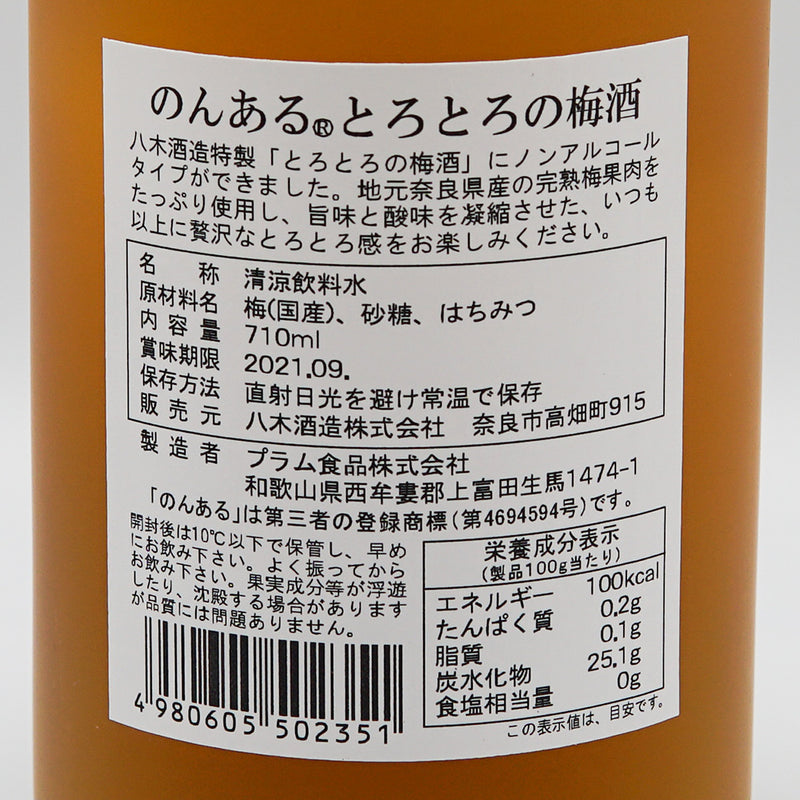 のんある®とろとろの梅酒
八木酒造特製「とろとろの梅酒」にノンアルコール
タイプができました。地元奈良県産の完熟梅果肉を
たっぷり使用し、旨味と酸味を凝縮させた、いつも
以上に贅沢なとろとろ感をお楽しみください。
名称 清涼飲料水
原材料名 梅(国産)、砂糖、はちみつ
内容量 710ml
賞味期限 2021.09.
保存方法 直射日光を避け常温で保存
販売元 八木酒造株式会社 奈良市高畑町915
製造者 プラム食品株式会社
和歌山県西牟婁郡上富田生馬1474-1
「のんある」は第三者の登録商標(第4694594号)です。
開封後は10℃以下で保管し、早め
にお飲み下さい。よく振ってから
お飲み下さい。果実成分等が浮遊
したり、沈殿する場合があります
が品質には問題ありません。
4 980605 502351
栄養成分表示
(製品100g当たり)
エネルギー 100kcal
たんぱく質 0.2g
脂質 0.1g
炭水化物 25.1g
食塩相当量 0g
この表示値は、目安です。